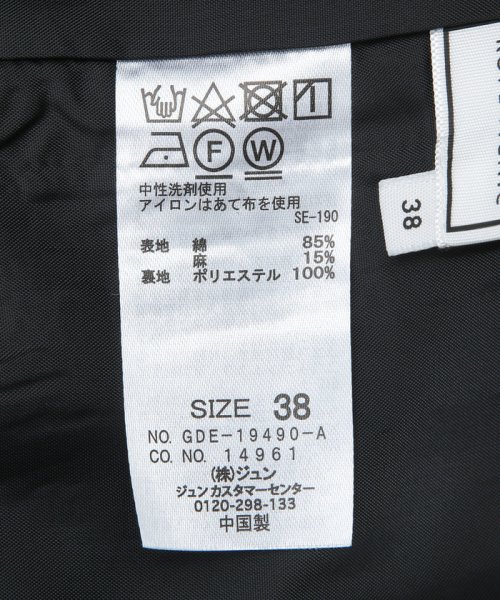 F W
中性洗剤使用
アイロンはあて布を使用
SE-190
表地 綿 85%
麻 15%
裏地 ポリエステル 100%
SIZE 38
NO. GDE-19490-A
CO. NO. 14961
(株)ジュン
ジュンカスタマーセンター
0120-298-133
中国製
38